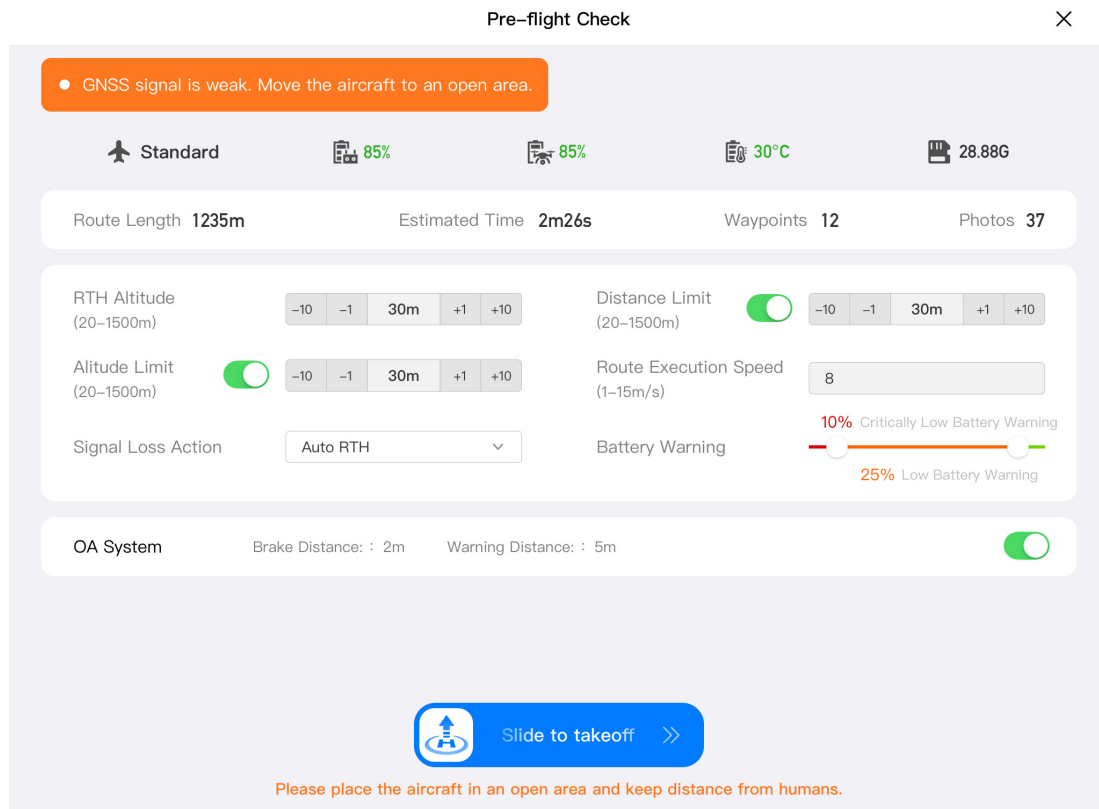 Pre-flight Check
GNSS signal is weak. Move the aircraft to an open area.
Standard 85% 85% 30°C 28.88G
Route Length 1235m Estimated Time 2m26s Waypoints 12 Photos 37
RTH Altitude
(20-1500m)
-10 -1 30m +1 +10
Distance Limit
(20-1500m)
-10 -1 30m +1 +10
Alitude Limit
(20-1500m)
-10 -1 30m +1 +10
Route Execution Speed
(1-15m/s)
8
Signal Loss Action Auto RTH
Battery Warning
10% Critically Low Battery Warning
25% Low Battery Warning
OA System Brake Distance: : 2m Warning Distance: : 5m
Slide to takeoff
Please place the aircraft in an open area and keep distance from humans.